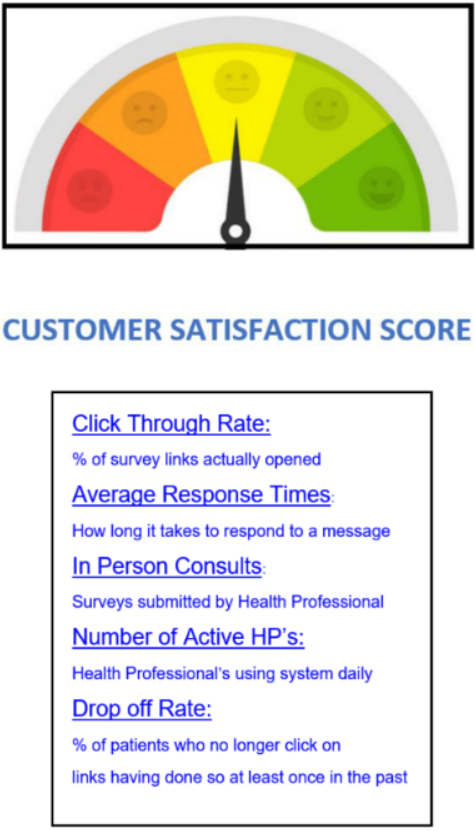 CUSTOMER SATISFACTION SCORE
Click Through Rate:
% of survey links actually opened
Average Response Times:
How long it takes to respond to a message
In Person Consults:
Surveys submitted by Health Professional
Number of Active HP's:
Health Professional's using system daily
Drop off Rate:
% of patients who no longer click on
links having done so at least once in the past